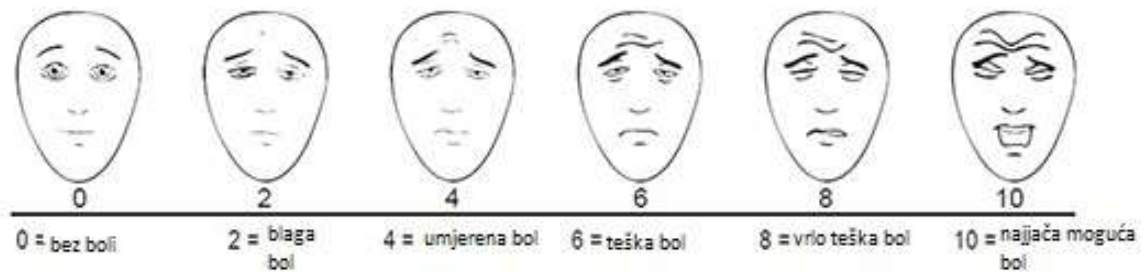 0 2 4 6 8 10
0 = bez boli 2 = blaga bol 4 = umjerena bol 6 = teška bol 8 = vrlo teška bol 10 = najjača moguća bol